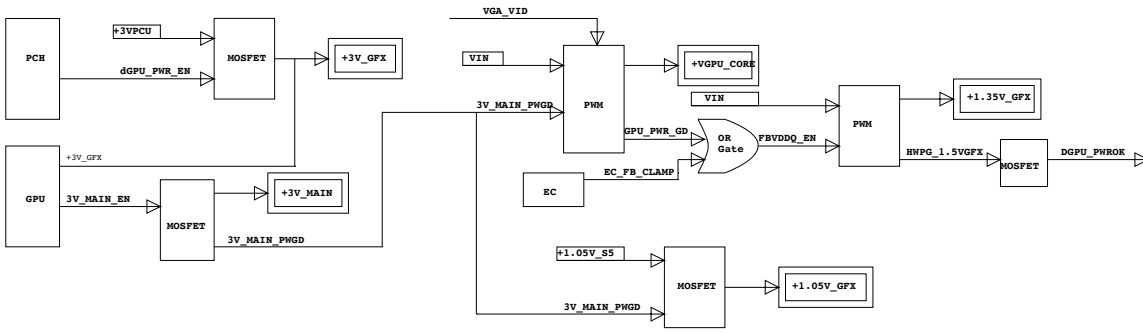 VGA_VID
+3VPCU
PCH
MOSFET
+3V_GFX
VIN
+VGPU_CORE
dGPU_PWR_EN
PWM
VIN
+1.35V_GFX
3V_MAIN_PWGD
PWM
GPU_PWR_GD
OR
Gate
FBVDDQ_EN
HWPG_1.5VGFX
DGPU_PWROK
MOSFET
+3V_GFX
EC_FB_CLAMP
EC
GPU
3V_MAIN_EN
+3V_MAIN
MOSFET
3V_MAIN_PWGD
+1.05V_S5
MOSFET
+1.05V_GFX
3V_MAIN_PWGD